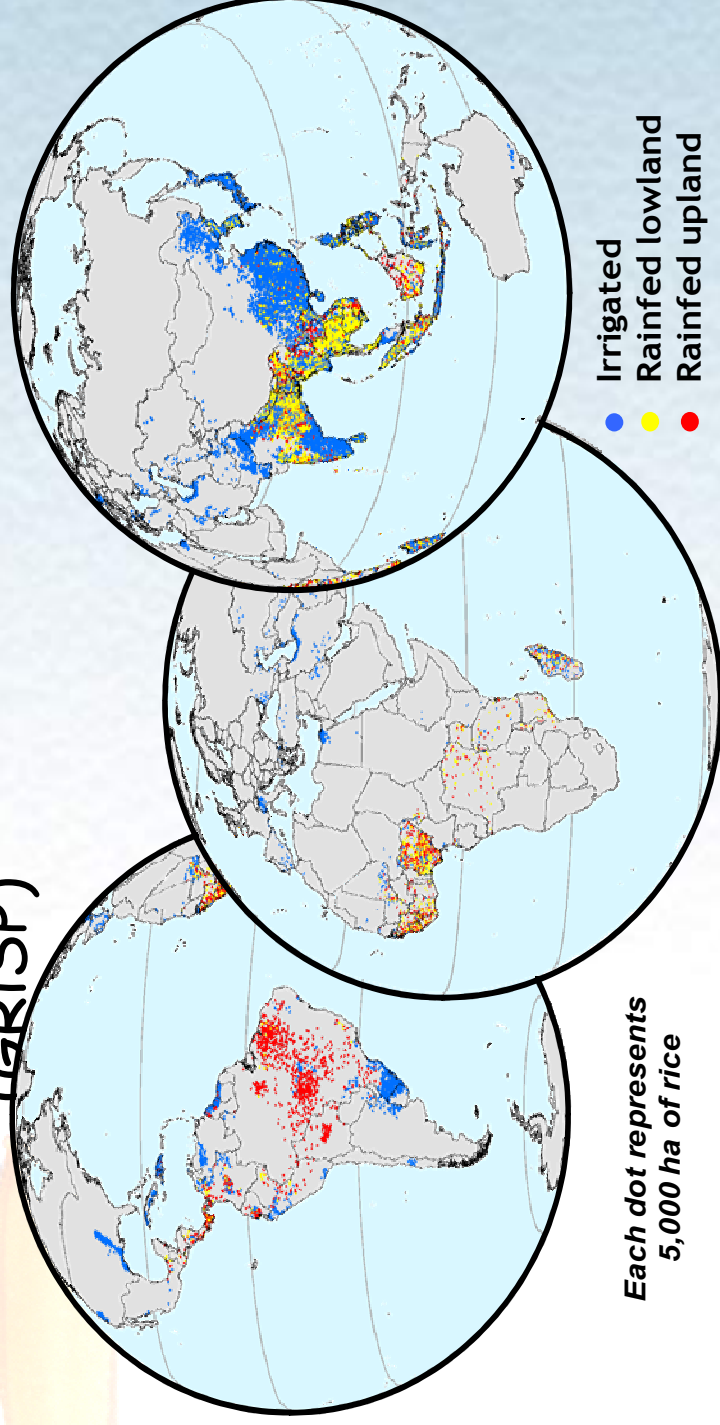 Irrigated
Rainfed lowland
Rainfed upland
Each dot represents
5,000 ha of rice